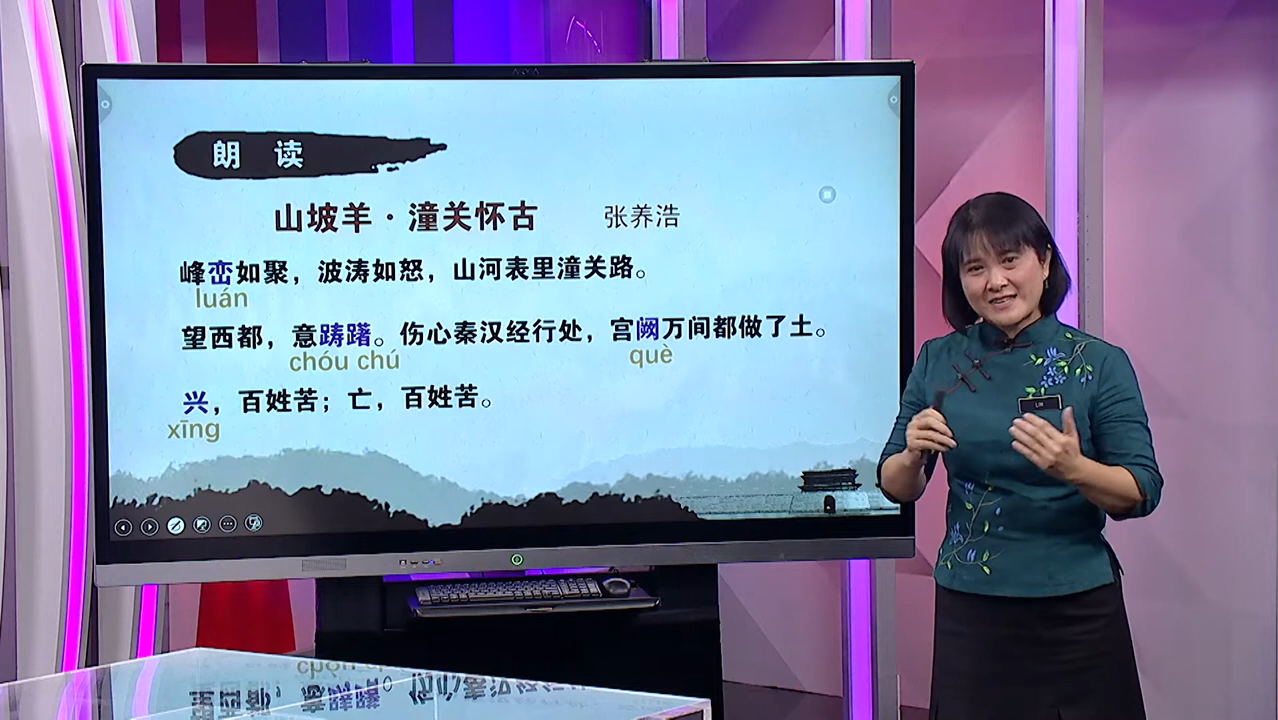 朗 读
山坡羊·潼关怀古 张养浩
峰峦如聚，波涛如怒，山河表里潼关路。
luán
望西都，意踌躇。伤心秦汉经行处，宫阙万间都做了土。
chóu chú què
兴，百姓苦；亡，百姓苦。
xīng